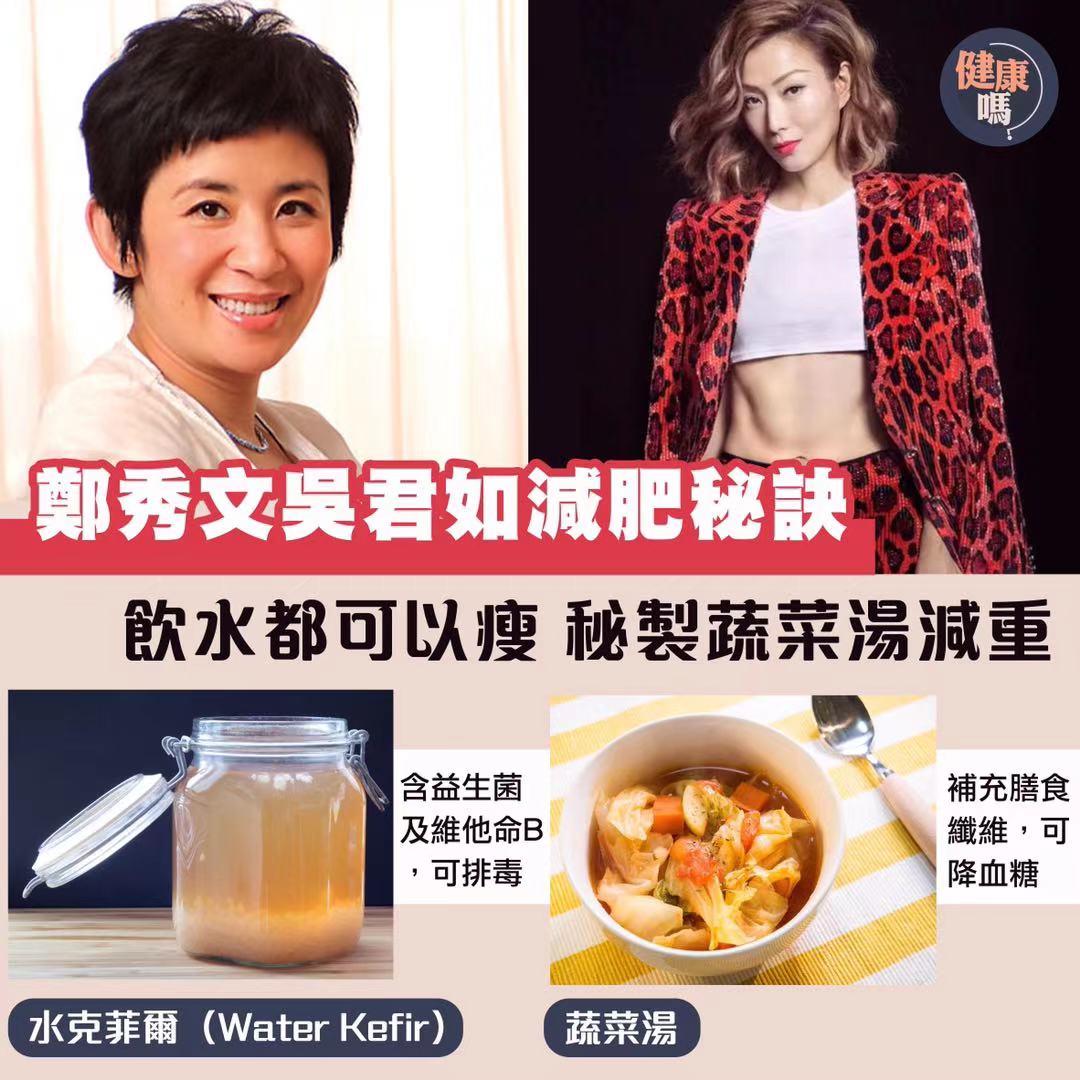 健康
嗎
鄭秀文吳君如減肥秘訣
飲水都可以瘦 秘製蔬菜湯減重
含益生菌
及維他命B
，可排毒
補充膳食
纖維，可
降血糖
水克菲爾（Water Kefir）
蔬菜湯